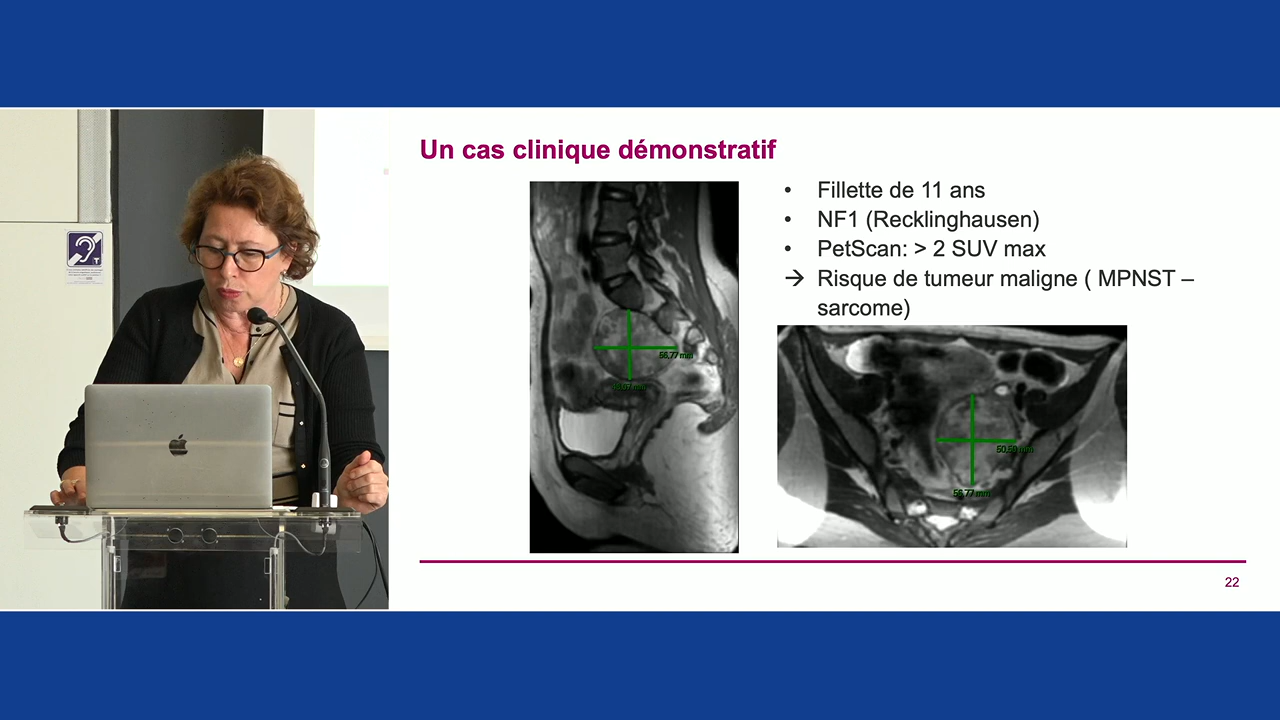 Un cas clinique démonstratif
• Fillette de 11 ans
• NF1 (Recklinghausen)
• PetScan: > 2 SUV max
→ Risque de tumeur maligne ( MPNST –
sarcome)
56.77 mm
50.59 mm
56.77 mm
22